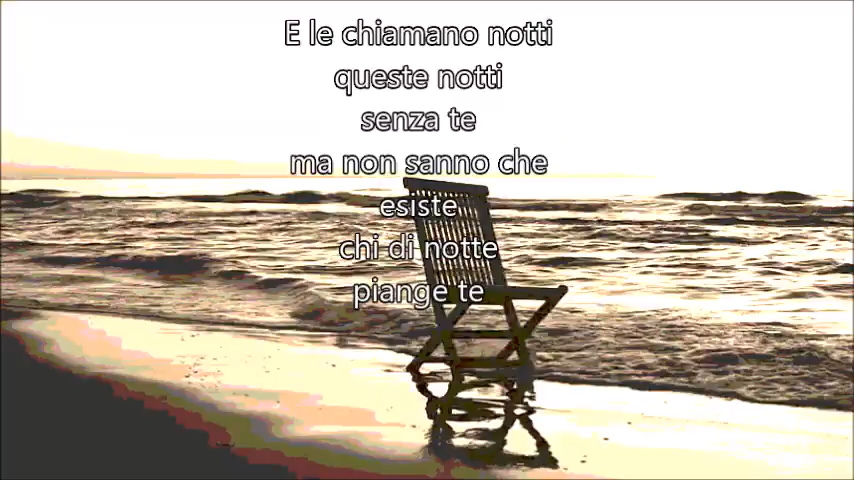 E le chiamano notti
queste notti
senza te
ma non sanno che
esiste
chi di notte
piange te